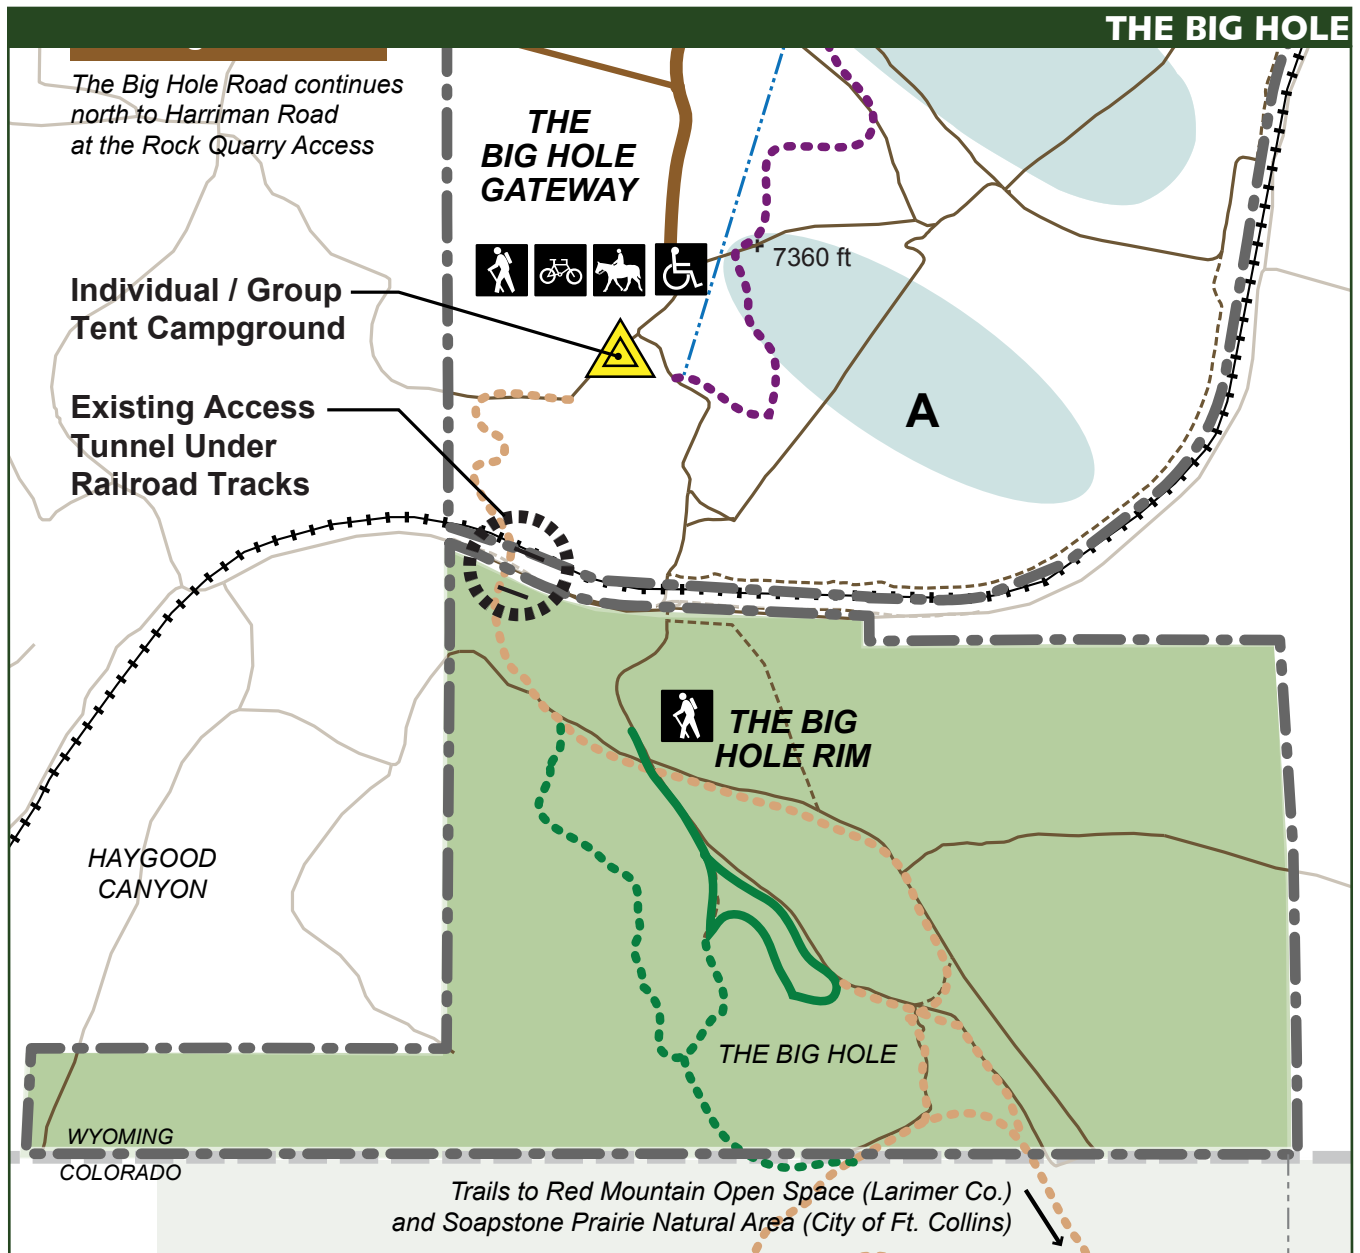 THE BIG HOLE
The Big Hole Road continues
north to Harriman Road
at the Rock Quarry Access
THE
BIG HOLE
GATEWAY
7360 ft
Individual / Group
Tent Campground
A
Existing Access
Tunnel Under
Railroad Tracks
THE BIG
HOLE RIM
HAYGOOD
CANYON
THE BIG HOLE
WYOMING
COLORADO
Trails to Red Mountain Open Space (Larimer Co.)
and Soapstone Prairie Natural Area (City of Ft. Collins)